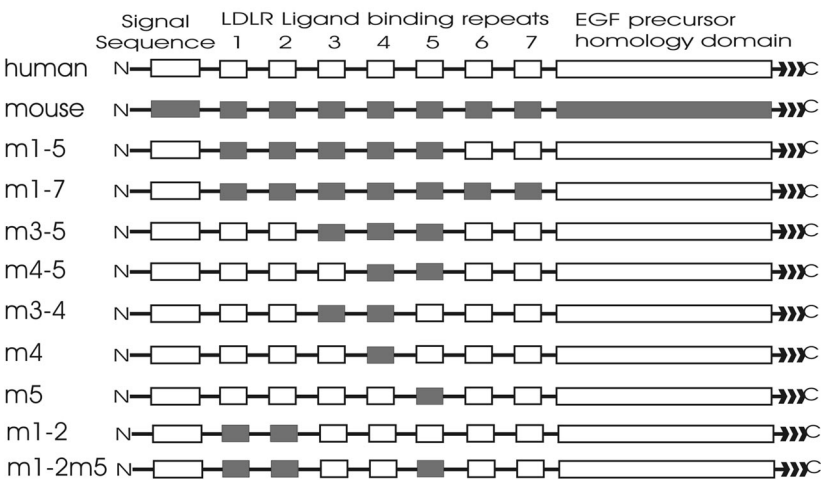 Signal LDLR Ligand binding repeats EGF precursor
Sequence 1 2 3 4 5 6 7 homology domain
human N C
mouse N C
m1-5 N C
m1-7 N C
m3-5 N C
m4-5 N C
m3-4 N C
m4 N C
m5 N C
m1-2 N C
m1-2m5 N C